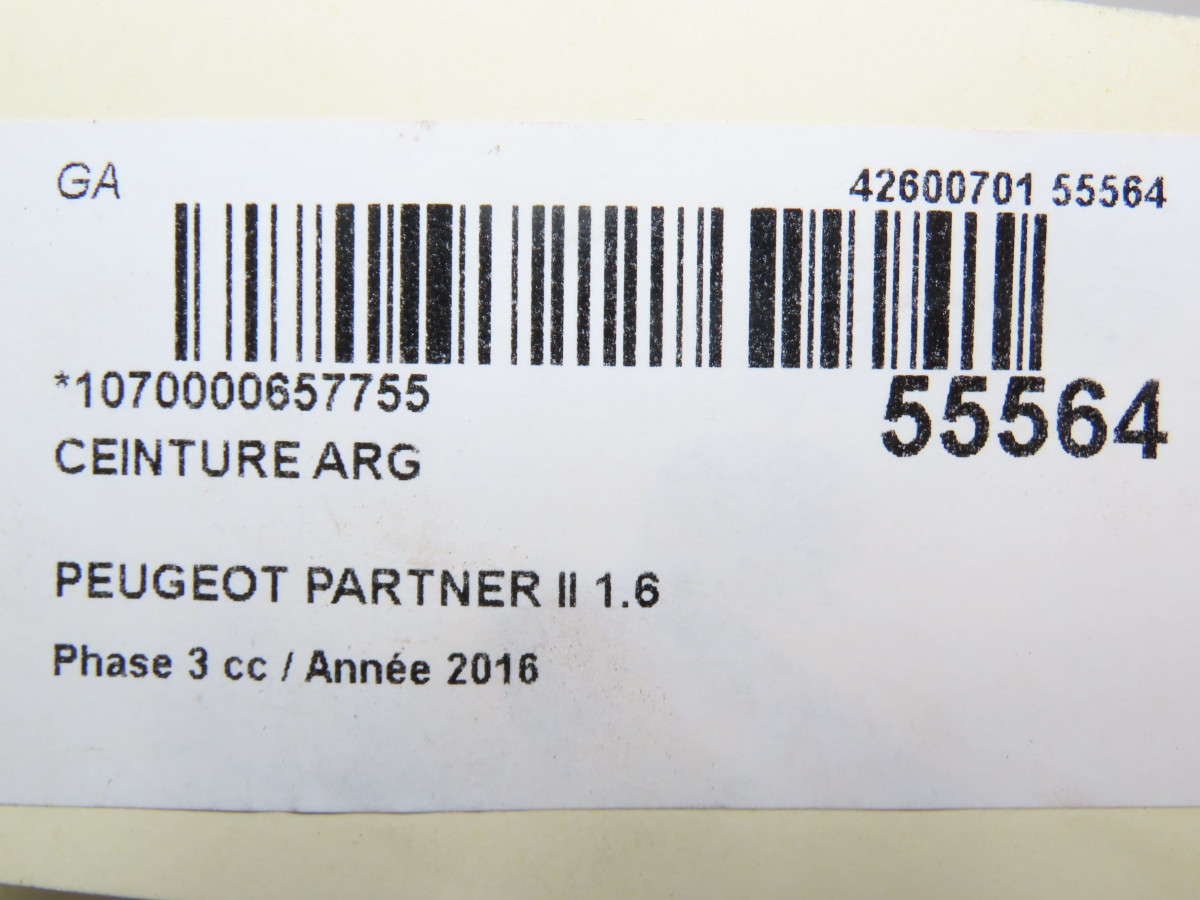 GA
42600701 55564
*1070000657755
55564
CEINTURE ARG
PEUGEOT PARTNER II 1.6
Phase 3 cc / Année 2016